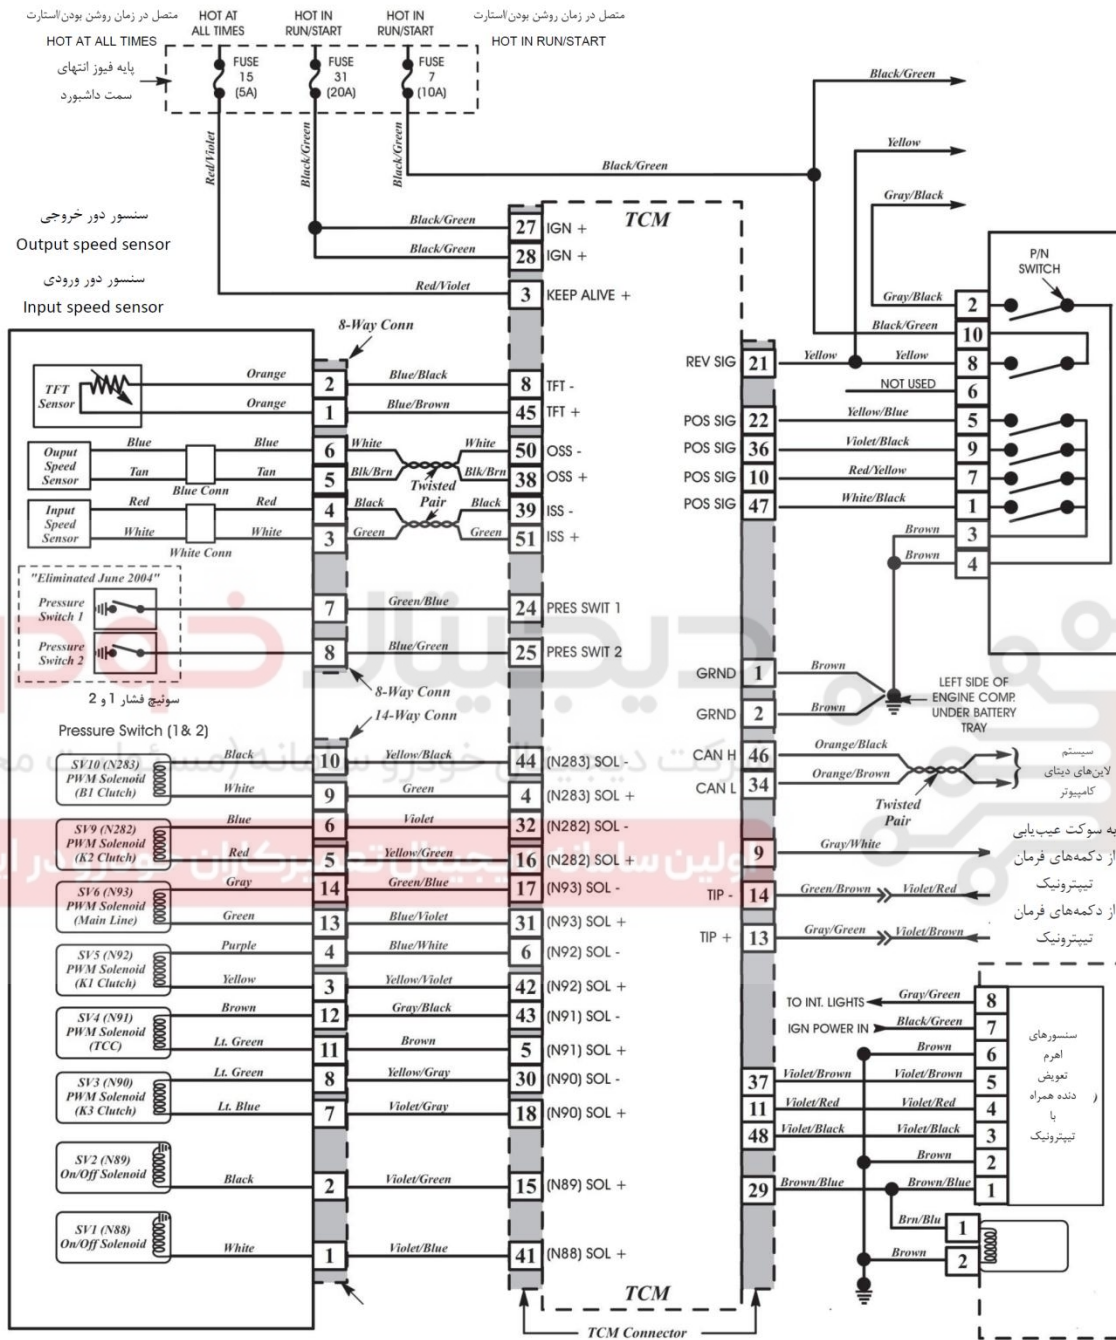 متصل در زمان روشن بودن/استارت
HOT AT ALL TIMES
HOT AT ALL TIMES
HOT IN RUN/START
HOT IN RUN/START
متصل در زمان روشن بودن/استارت
HOT IN RUN/START
پایه فیوز انتهای
سمت داشبورد
FUSE 15 (5A)
FUSE 31 (20A)
FUSE 7 (10A)
Red/Violet
Black/Green
Black/Green
Black/Green
Black/Green
Yellow
Gray/Black
سنسور دور خروجی
Output speed sensor
سنسور دور ورودی
Input speed sensor
TCM
Black/Green 27 IGN +
Black/Green 28 IGN +
Red/Violet 3 KEEP ALIVE +
8-Way Conn
TFT Sensor
Orange 2 Blue/Black 8 TFT -
Orange 1 Blue/Brown 45 TFT +
Ouput Speed Sensor
Blue Blue 6 White White 50 OSS -
Tan Tan 5 Blk/Brn Blk/Brn 38 OSS +
Blue Conn
Twisted Pair
Input Speed Sensor
Red Red 4 Black Black 39 ISS -
White White 3 Green Green 51 ISS +
White Conn
"Eliminated June 2004"
Pressure Switch 1
7 Green/Blue 24 PRES SWIT 1
Pressure Switch 2
8 Blue/Green 25 PRES SWIT 2
سوئیچ فشار 1 و 2
Pressure Switch (1& 2)
8-Way Conn
14-Way Conn
SV10 (N283) PWM Solenoid (B1 Clutch)
Black 10 Yellow/Black 44 (N283) SOL -
White 9 Green 4 (N283) SOL +
SV9 (N282) PWM Solenoid (K2 Clutch)
Blue 6 Violet 32 (N282) SOL -
Red 5 Yellow/Green 16 (N282) SOL +
SV6 (N93) PWM Solenoid (Main Line)
Gray 14 Green/Blue 17 (N93) SOL -
Green 13 Blue/Violet 31 (N93) SOL +
SV5 (N92) PWM Solenoid (K1 Clutch)
Purple 4 Blue/White 6 (N92) SOL -
Yellow 3 Yellow/Violet 42 (N92) SOL +
SV4 (N91) PWM Solenoid (TCC)
Brown 12 Gray/Black 43 (N91) SOL -
Lt. Green 11 Brown 5 (N91) SOL +
SV3 (N90) PWM Solenoid (K3 Clutch)
Lt. Green 8 Yellow/Gray 30 (N90) SOL -
Lt. Blue 7 Violet/Gray 18 (N90) SOL +
SV2 (N89) On/Off Solenoid
Black 2 Violet/Green 15 (N89) SOL +
SV1 (N88) On/Off Solenoid
White 1 Violet/Blue 41 (N88) SOL +
TCM
TCM Connector
P/N SWITCH
Gray/Black 2
Black/Green 10
REV SIG 21 Yellow Yellow 8
NOT USED 6
POS SIG 22 Yellow/Blue 5
POS SIG 36 Violet/Black 9
POS SIG 10 Red/Yellow 7
POS SIG 47 White/Black 1
Brown 3
Brown 4
GRND 1 Brown
GRND 2 Brown
LEFT SIDE OF ENGINE COMP. UNDER BATTERY TRAY
CAN H 46 Orange/Black
CAN L 34 Orange/Brown
Twisted Pair
سیستم
لاین‌های دیتای
کامپیوتر
9 Gray/White
به سوکت عیب‌یابی
TIP - 14 Green/Brown Violet/Red
از دکمه‌های فرمان
تیپترونیک
TIP + 13 Gray/Green Violet/Brown
از دکمه‌های فرمان
تیپترونیک
TO INT. LIGHTS Gray/Green 8
IGN POWER IN Black/Green 7
Brown 6
37 Violet/Brown Violet/Brown 5
11 Violet/Red Violet/Red 4
48 Violet/Black Violet/Black 3
Brown 2
29 Brown/Blue Brown/Blue 1
سنسورهای
اهرم
تعویض
دنده همراه
با
تیپترونیک
)
Brn/Blu 1
Brown 2
دیجیتال خودرو
شرکت دیجیتال خودرو سامانه (مسئولیت
اولین سامانه دیجیتال تعمیرکاران خودرو در